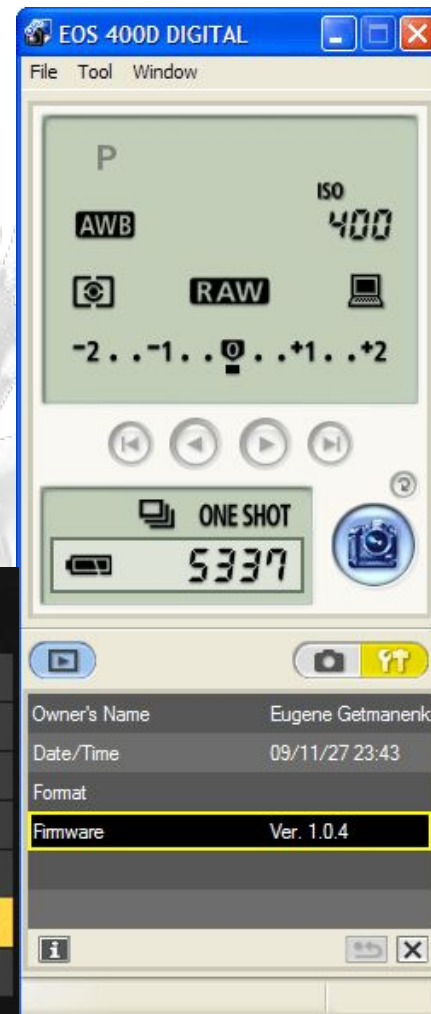 EOS 400D DIGITAL
File Tool Window
P
ISO
AWB 400
RAW
-2..-1..0..+1..+2
ONE SHOT
5337
Owner's Name Eugene Getmanenk
Date/Time 09/11/27 23:43
Format
Firmware Ver. 1.0.4